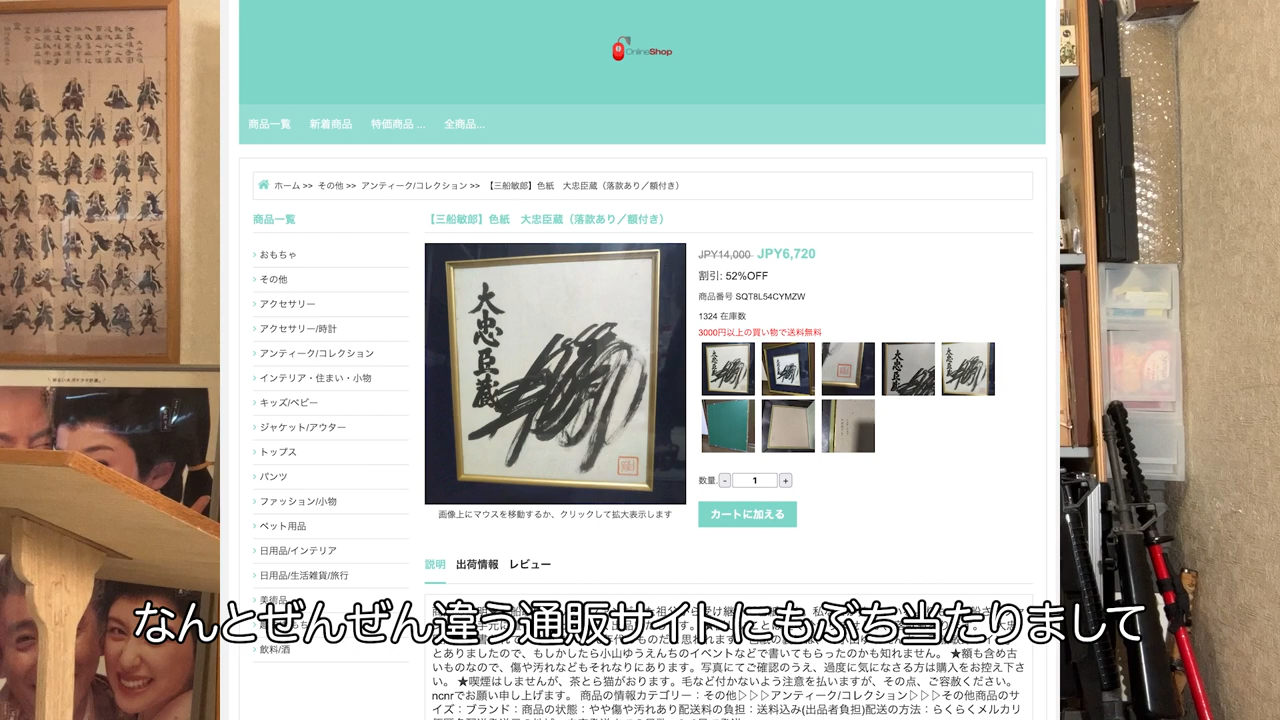 OnlineShop
商品一覧 新着商品 特価商品 ... 全商品...
ホーム >> その他 >> アンティーク/コレクション >> 【三船敏郎】色紙 大忠臣蔵（落款あり／額付き）
商品一覧
おもちゃ
その他
アクセサリー
アクセサリー/時計
アンティーク/コレクション
インテリア・住まい・小物
キッズ/ベビー
ジャケット/アウター
トップス
パンツ
ファッション/小物
ペット用品
日用品/インテリア
日用品/生活雑貨/旅行
美術品
飲料/酒
【三船敏郎】色紙 大忠臣蔵（落款あり／額付き）
大忠臣蔵
画像上にマウスを移動するか、クリックして拡大表示します
JPY14,000 JPY6,720
割引: 52%OFF
商品番号 SQT8L54CYMZW
1324 在庫数
3000円以上の買い物で送料無料
数量 - 1 +
カートに加える
説明 出荷情報 レビュー
とありましたので、もしかしたら小山ゆうえんちのイベントなどで書いてもらったのかも知れません。 ★額も含め古
いものなので、傷や汚れなどもそれなりにあります。写真にてご確認のうえ、過度に気になさる方は購入をお控え下さ
い。 ★喫煙はしませんが、茶とら猫がおります。毛など付かないよう注意を払いますが、その点、ご容赦ください。
ncnrでお願い申し上げます。 商品の情報カテゴリー：その他▷▷▷アンティーク/コレクション▷▷▷その他商品のサ
イズ：ブランド：商品の状態：やや傷や汚れあり配送料の負担：送料込み(出品者負担)配送の方法：らくらくメルカリ
なんとぜんぜん違う通販サイトにもぶち当たりまして